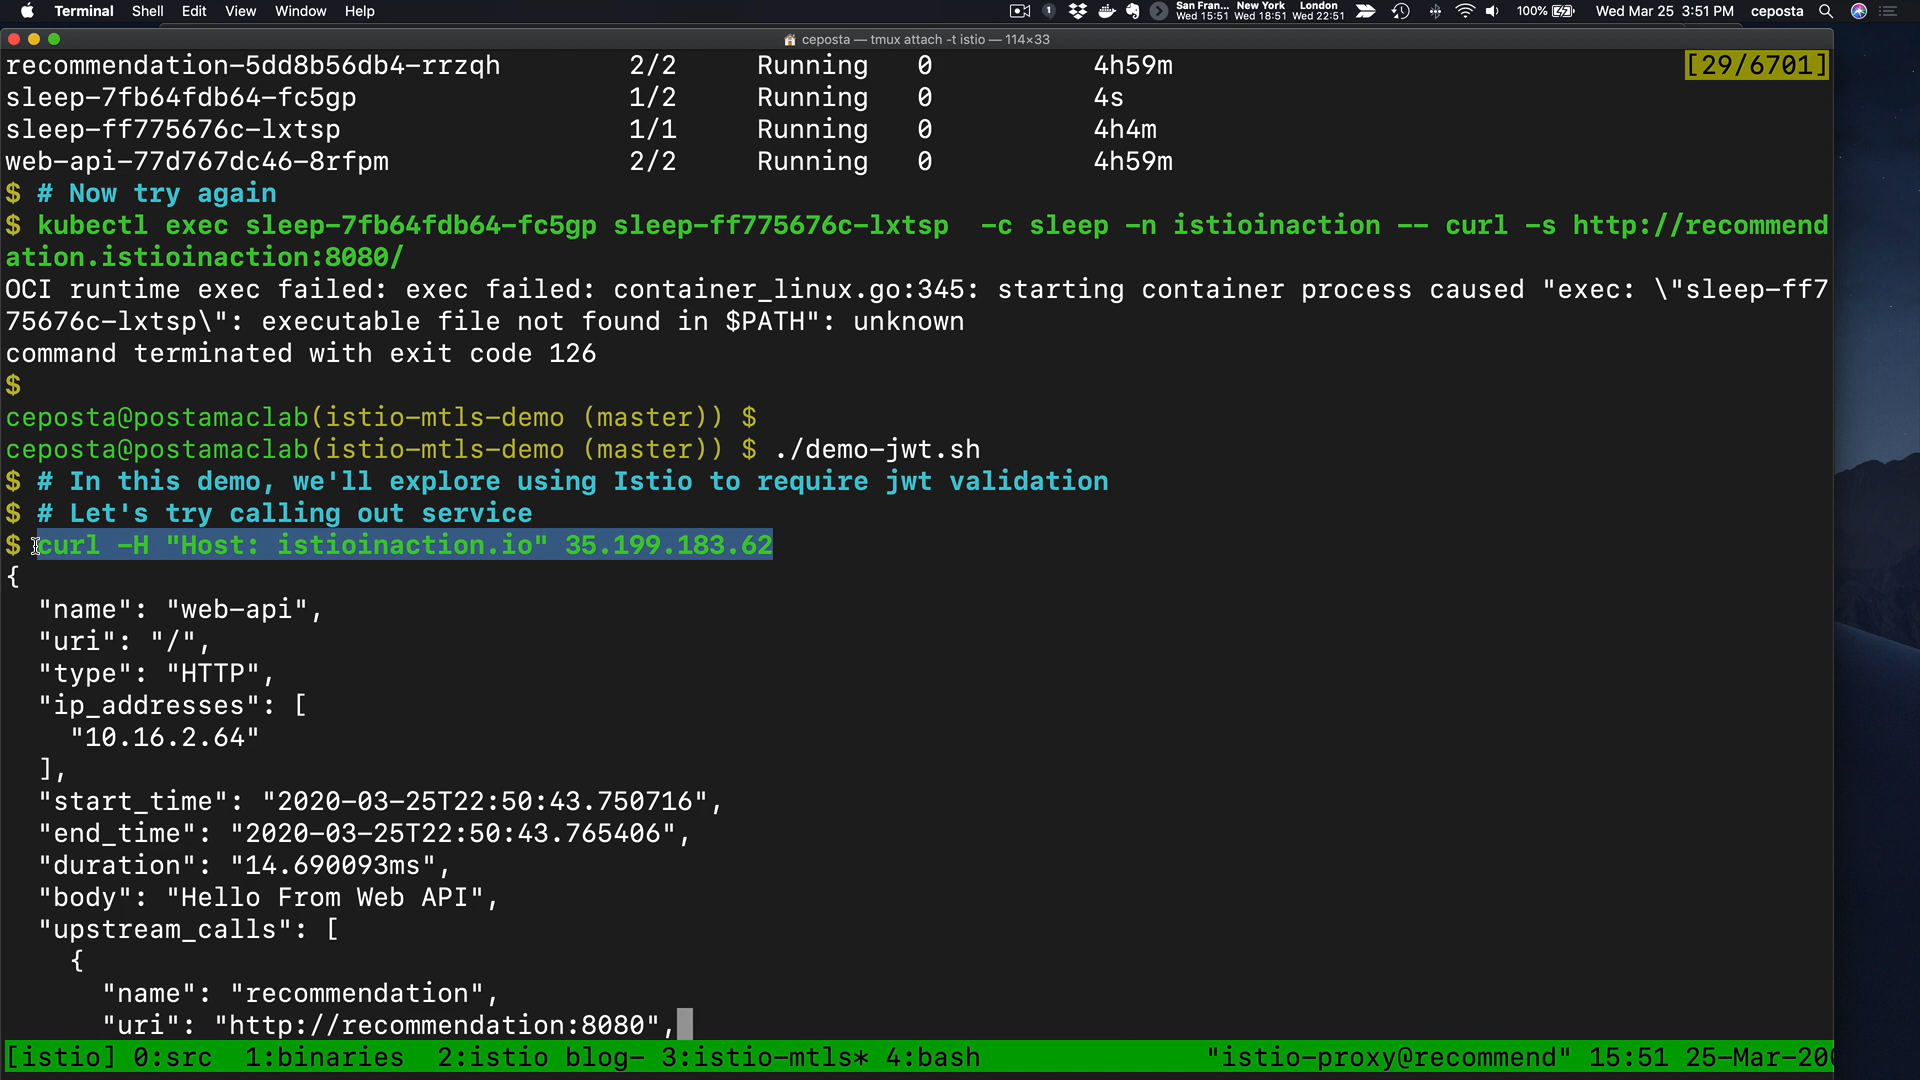 Terminal Shell Edit View Window Help San Fran... Wed 15:51 New York Wed 18:51 London Wed 22:51 100% Wed Mar 25 3:51 PM ceposta
ceposta — tmux attach -t istio — 114×33
recommendation-5dd8b56db4-rrzqh 2/2 Running 0 4h59m [29/6701]
sleep-7fb64fdb64-fc5gp 1/2 Running 0 4s
sleep-ff775676c-lxtsp 1/1 Running 0 4h4m
web-api-77d767dc46-8rfpm 2/2 Running 0 4h59m
$ # Now try again
$ kubectl exec sleep-7fb64fdb64-fc5gp sleep-ff775676c-lxtsp -c sleep -n istioinaction -- curl -s http://recommend
ation.istioinaction:8080/
OCI runtime exec failed: exec failed: container_linux.go:345: starting container process caused "exec: \"sleep-ff7
75676c-lxtsp\": executable file not found in $PATH": unknown
command terminated with exit code 126
$
ceposta@postamaclab(istio-mtls-demo (master)) $
ceposta@postamaclab(istio-mtls-demo (master)) $ ./demo-jwt.sh
$ # In this demo, we'll explore using Istio to require jwt validation
$ # Let's try calling out service
$ curl -H "Host: istioinaction.io" 35.199.183.62
{
"name": "web-api",
"uri": "/",
"type": "HTTP",
"ip_addresses": [
"10.16.2.64"
],
"start_time": "2020-03-25T22:50:43.750716",
"end_time": "2020-03-25T22:50:43.765406",
"duration": "14.690093ms",
"body": "Hello From Web API",
"upstream_calls": [
{
"name": "recommendation",
"uri": "http://recommendation:8080",
[istio] 0:src 1:binaries 2:istio blog- 3:istio-mtls* 4:bash "istio-proxy@recommend" 15:51 25-Mar-20